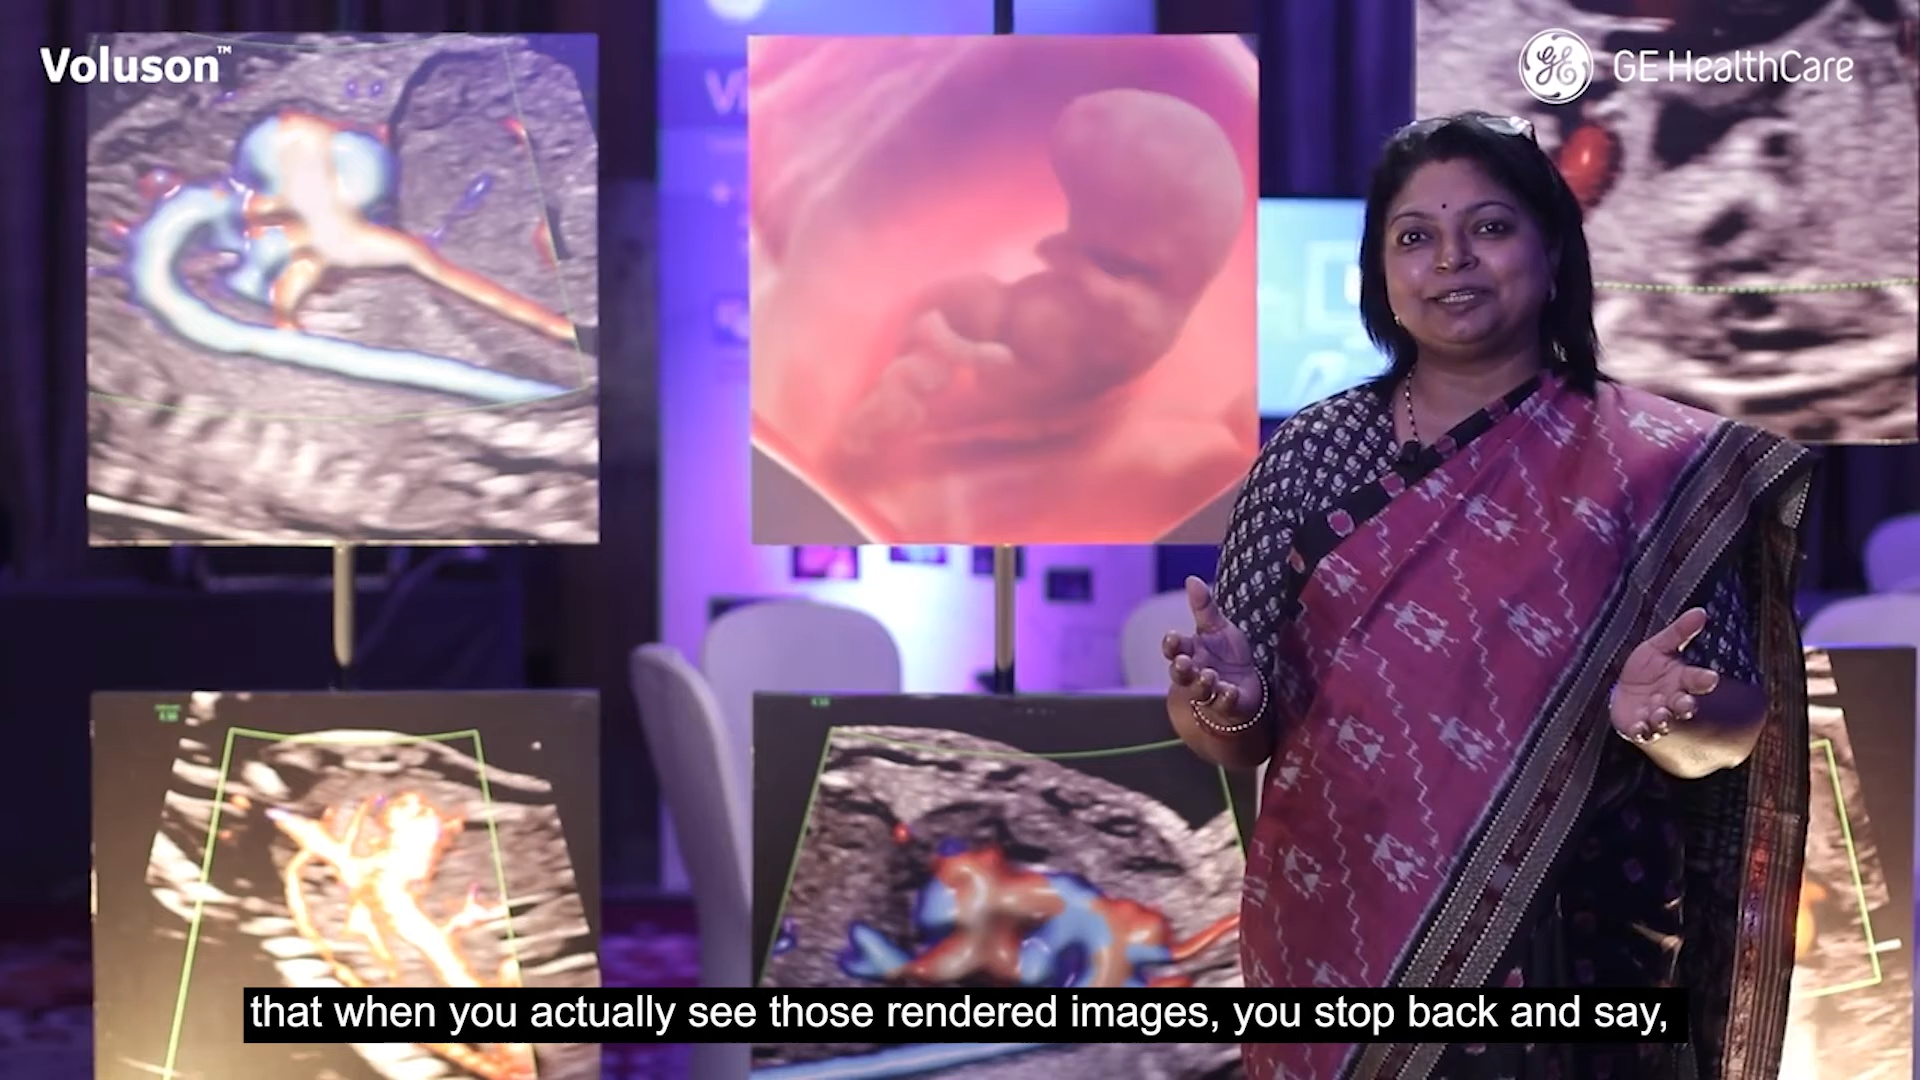 Voluson™
GE HealthCare
that when you actually see those rendered images, you stop back and say,